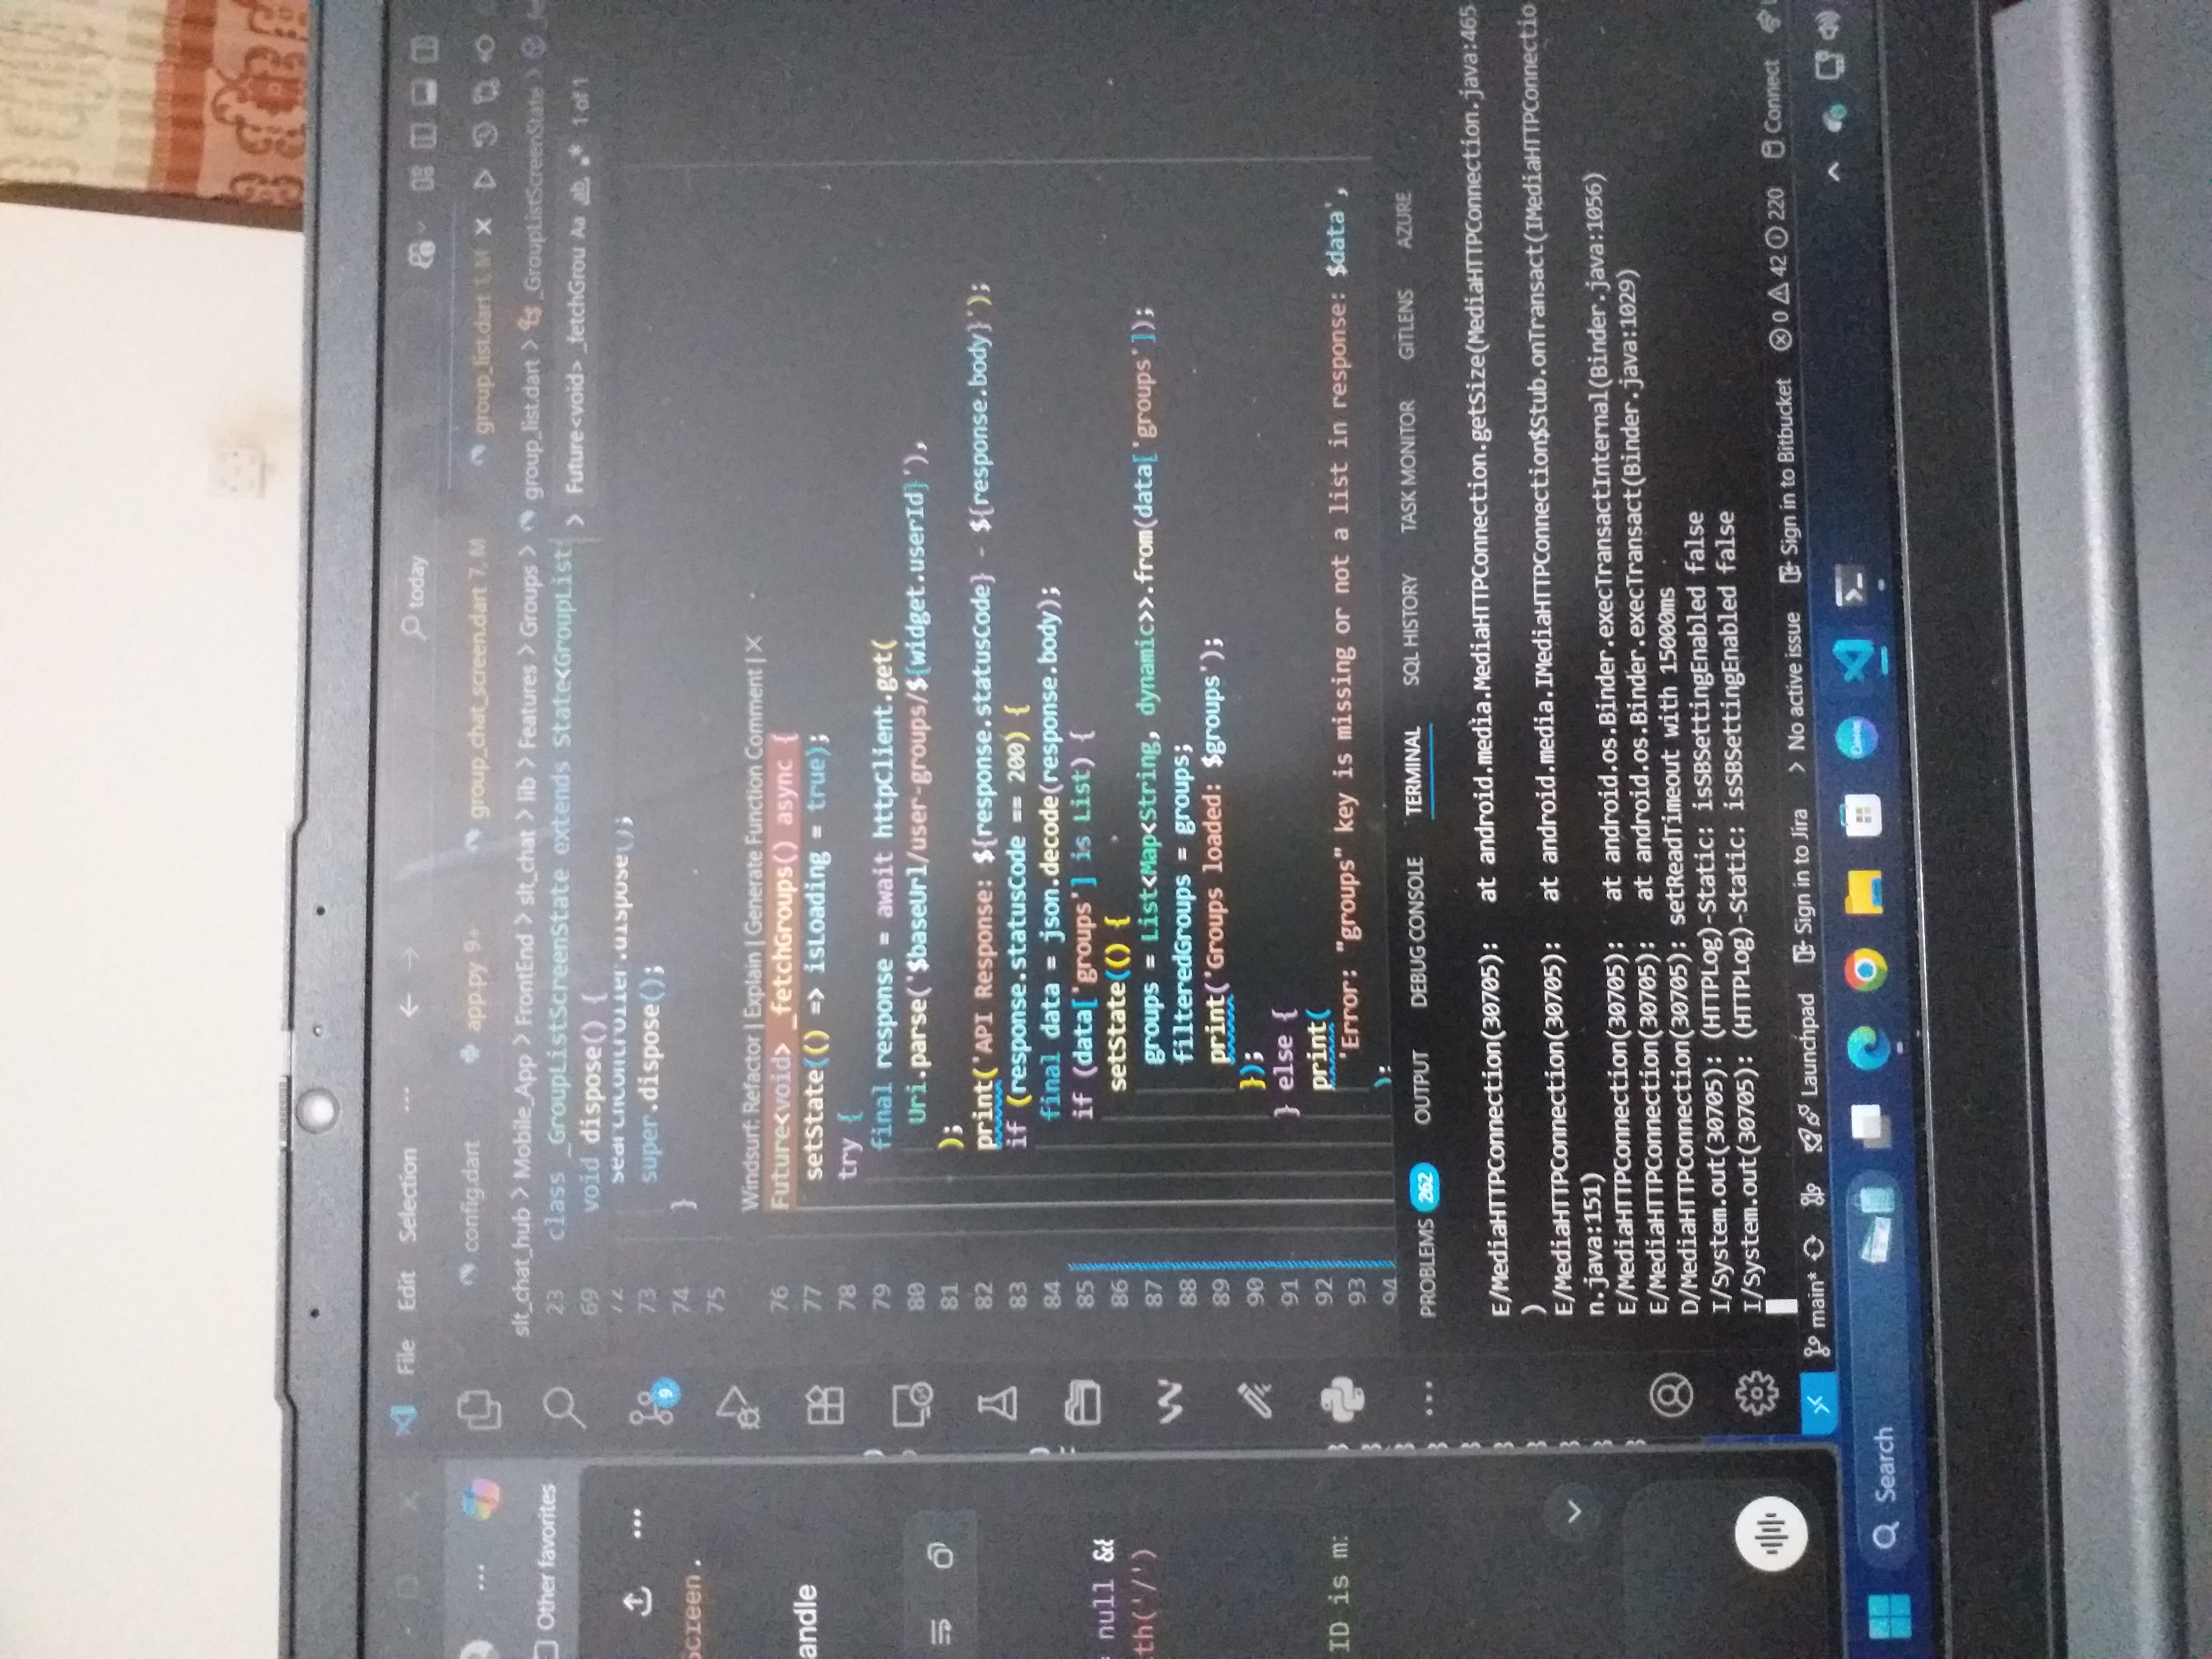 File Edit Selection ··· today
config.dart app.py 9+ group_chat_screen.dart 7, M group_list.dart 1, M
Other favorites
slt_chat_hub > Mobile_App > FrontEnd > slt_chat > lib > Features > Groups > group_list.dart > _GroupListScreenState >
23 class _GroupListScreenState extends State<GroupList
Future<void> _fetchGrou Aa ab 1 of 1
69 void dispose() {
72 searchController.dispose();
73 super.dispose();
74 }
75
Windsurf: Refactor | Explain | Generate Function Comment | X
76 Future<void> _fetchGroups() async {
77 setState(() => isLoading = true);
78 try {
79 final response = await httpClient.get(
80 Uri.parse('$baseUrl/user-groups/${widget.userId}'),
81 );
82 print('API Response: ${response.statusCode} - ${response.body}');
83 if (response.statusCode == 200) {
84 final data = json.decode(response.body);
85 if (data['groups'] is List) {
86 setState(() {
87 groups = List<Map<String, dynamic>>.from(data['groups']);
88 filteredGroups = groups;
89 print('Groups loaded: $groups');
90 });
91 } else {
92 print(
93 'Error: "groups" key is missing or not a list in response: $data',
94 );
Screen.
andle
= null &&
th('/')
ID is m:
9
PROBLEMS 262 OUTPUT DEBUG CONSOLE TERMINAL SQL HISTORY TASK MONITOR GITLENS AZURE
E/MediaHTTPConnection(30705): at android.media.MediaHTTPConnection.getSize(MediaHTTPConnection.java:465
)
E/MediaHTTPConnection(30705): at android.media.IMediaHTTPConnection$Stub.onTransact(IMediaHTTPConnectio
n.java:151)
E/MediaHTTPConnection(30705): at android.os.Binder.execTransactInternal(Binder.java:1056)
E/MediaHTTPConnection(30705): at android.os.Binder.execTransact(Binder.java:1029)
D/MediaHTTPConnection(30705): setReadTimeout with 15000ms
I/System.out(30705): (HTTPLog)-Static: isSBSettingEnabled false
I/System.out(30705): (HTTPLog)-Static: isSBSettingEnabled false
main* Launchpad Sign in to Jira > No active issue Sign in to Bitbucket 0 42 220 Connect
Search